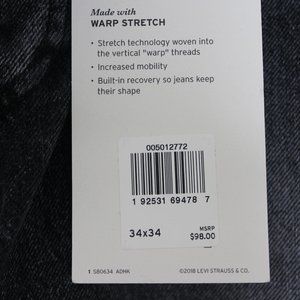 Made with
WARP STRETCH
• Stretch technology woven into
the vertical "warp" threads
• Increased mobility
• Built-in recovery so jeans keep
their shape
005012772
1 92531 69478 7
34x34
MSRP
$98.00
1 SB0634 ADHK
©2018 LEVI STRAUSS & CO.